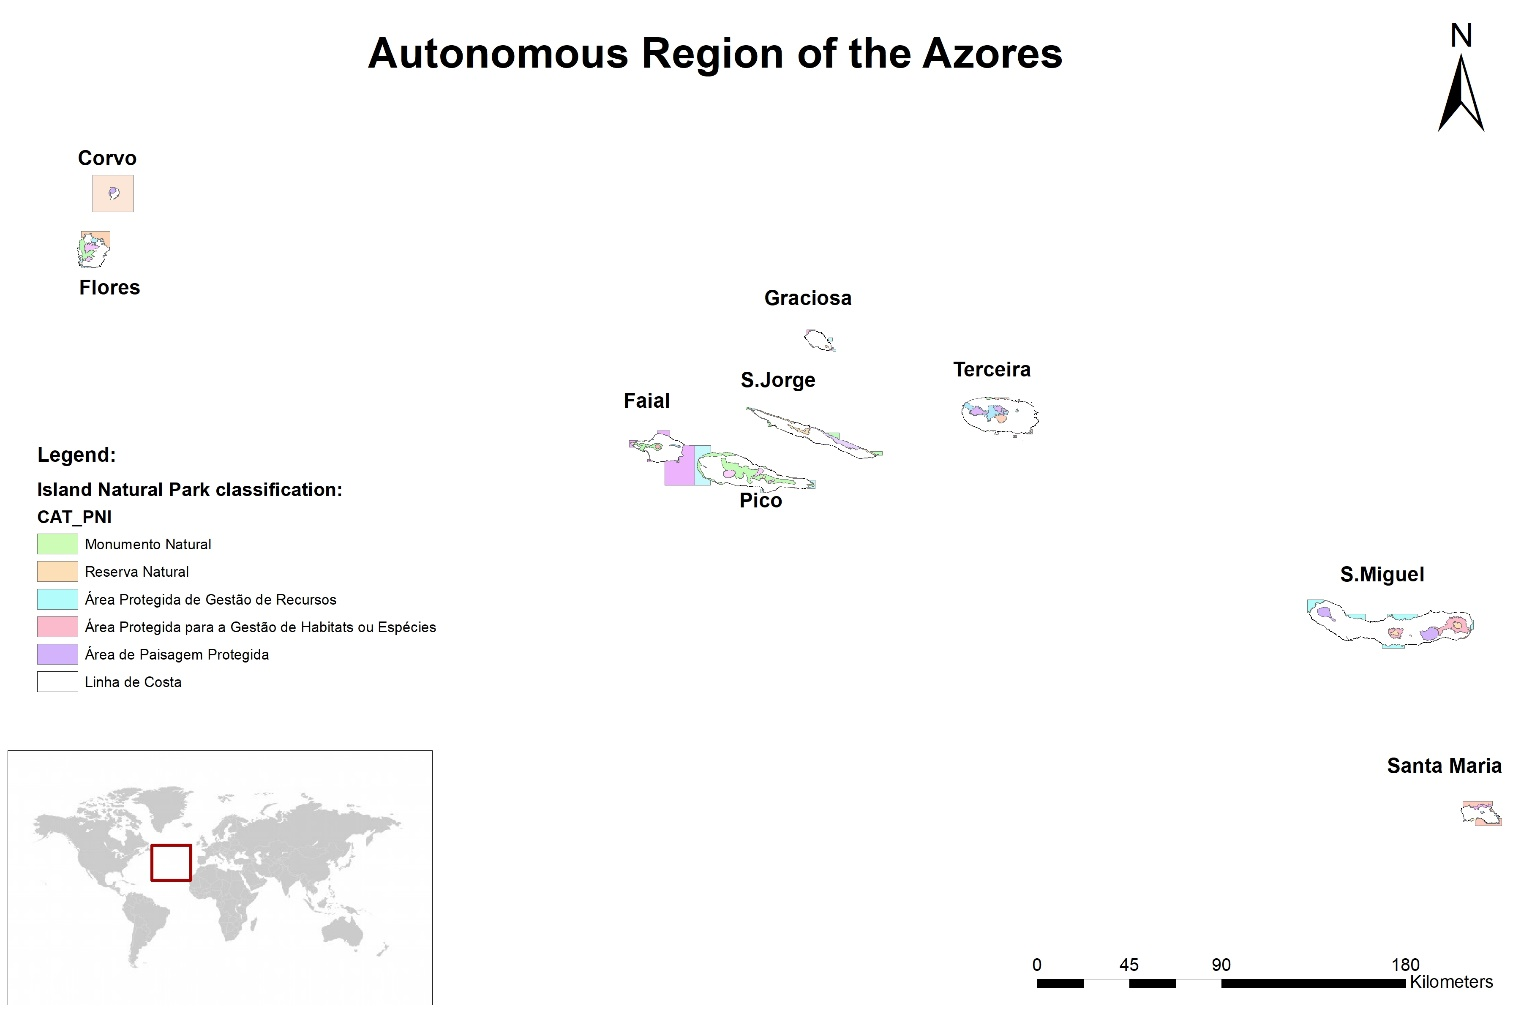 Autonomous Region of the Azores
N
Corvo
Flores
Graciosa
S.Jorge
Terceira
Faial
Pico
S.Miguel
Santa Maria
Legend:
Island Natural Park classification:
CAT_PNI
Monumento Natural
Reserva Natural
Área Protegida de Gestão de Recursos
Área Protegida para a Gestão de Habitats ou Espécies
Área de Paisagem Protegida
Linha de Costa
0 45 90 180
Kilometers